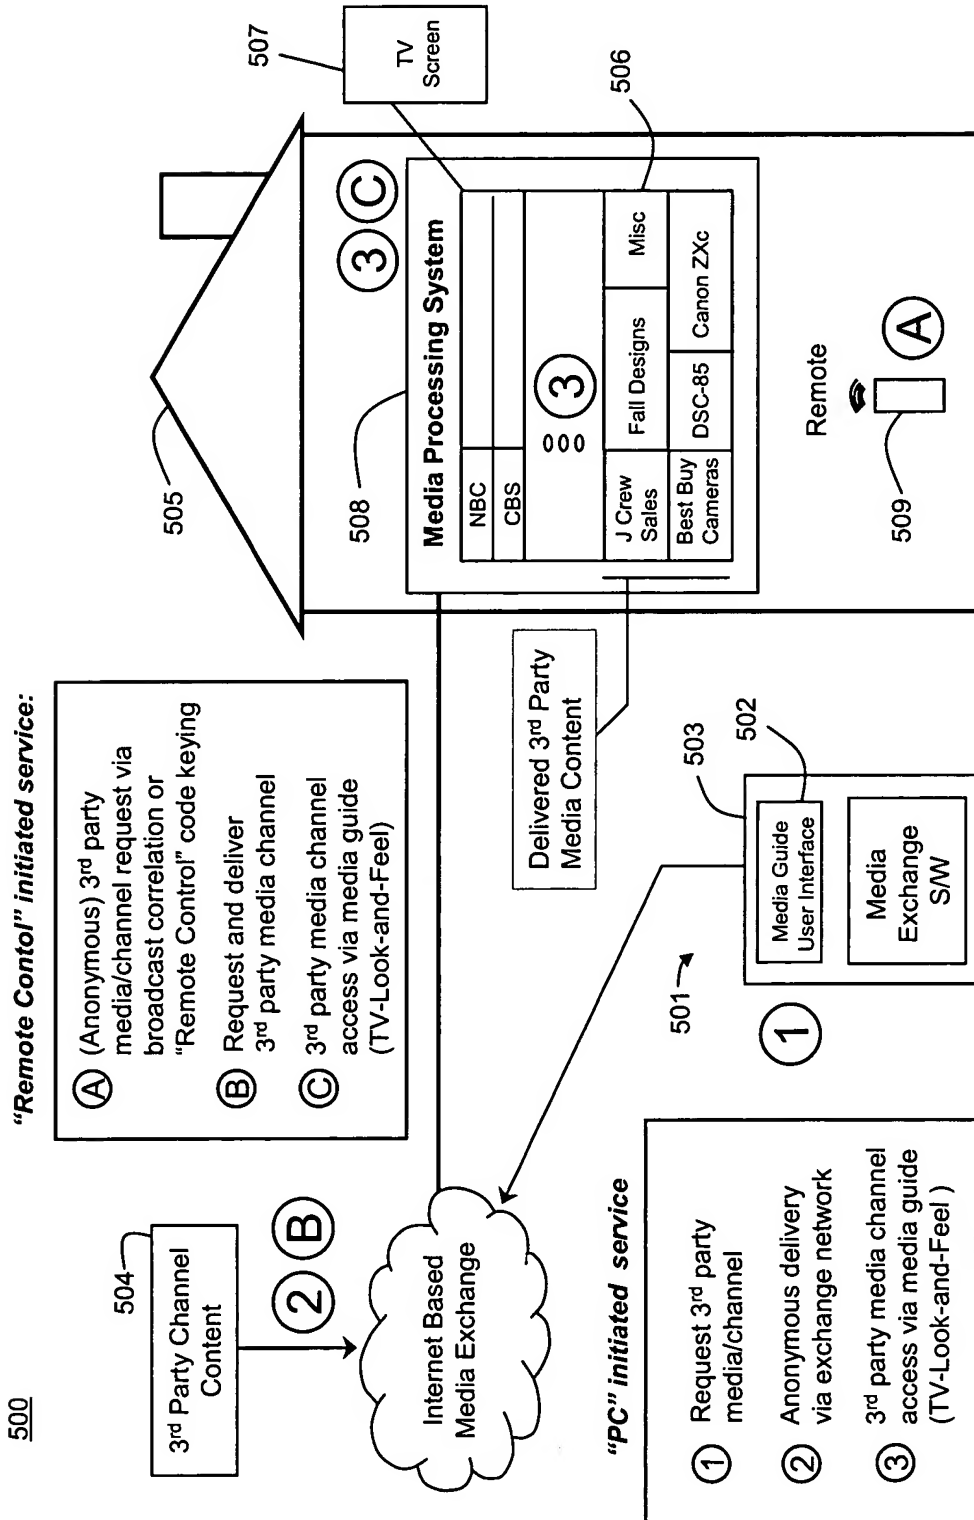 500
"Remote Contol" initiated service:
504
3rd Party Channel
Content
2
B
Internet Based
Media Exchange
A
(Anonymous) 3rd party
media/channel request via
broadcast correlation or
"Remote Control" code keying
B
Request and deliver
3rd party media channel
C
3rd party media channel
access via media guide
(TV-Look-and-Feel)
505
508
3
C
507
TV
Screen
506
Media Processing System
NBC
CBS
000
3
J Crew
Sales
Fall Designs
Misc
Best Buy
Cameras
DSC-85
Canon ZXc
Remote
A
509
Delivered 3rd Party
Media Content
"PC" initiated service
1
Request 3rd party
media/channel
2
Anonymous delivery
via exchange network
3
3rd party media channel
access via media guide
(TV-Look-and-Feel )
1
501
503
502
Media Guide
User Interface
Media
Exchange
S/W